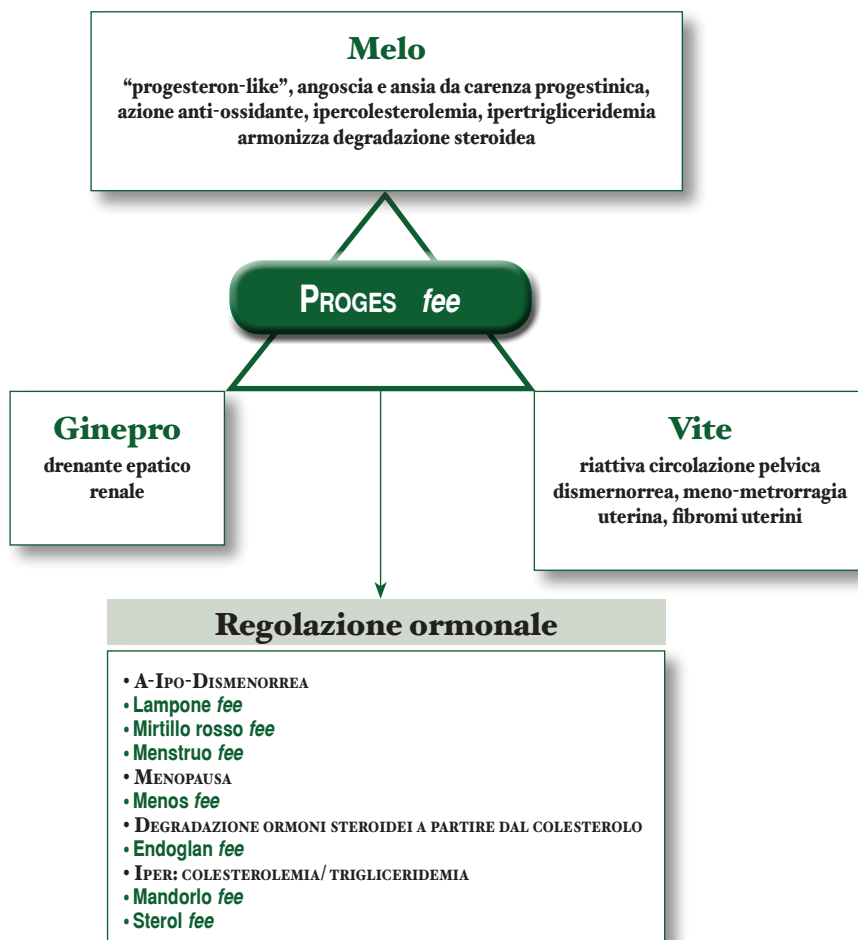 Melo
“progesteron-like”, angoscia e ansia da carenza progestinica,
azione anti-ossidante, ipercolesterolemia, ipertrigliceridemia
armonizza degradazione steroidea
Proges fee
Ginepro
drenante epatico
renale
Vite
riattiva circolazione pelvica
dismernorrea, meno-metrorragia
uterina, fibromi uterini
Regolazione ormonale
• A-Ipo-Dismenorrea
• Lampone fee
• Mirtillo rosso fee
• Menstruo fee
• Menopausa
• Menos fee
• Degradazione ormoni steroidei a partire dal colesterolo
• Endoglan fee
• Iper: colesterolemia/ trigliceridemia
• Mandorlo fee
• Sterol fee